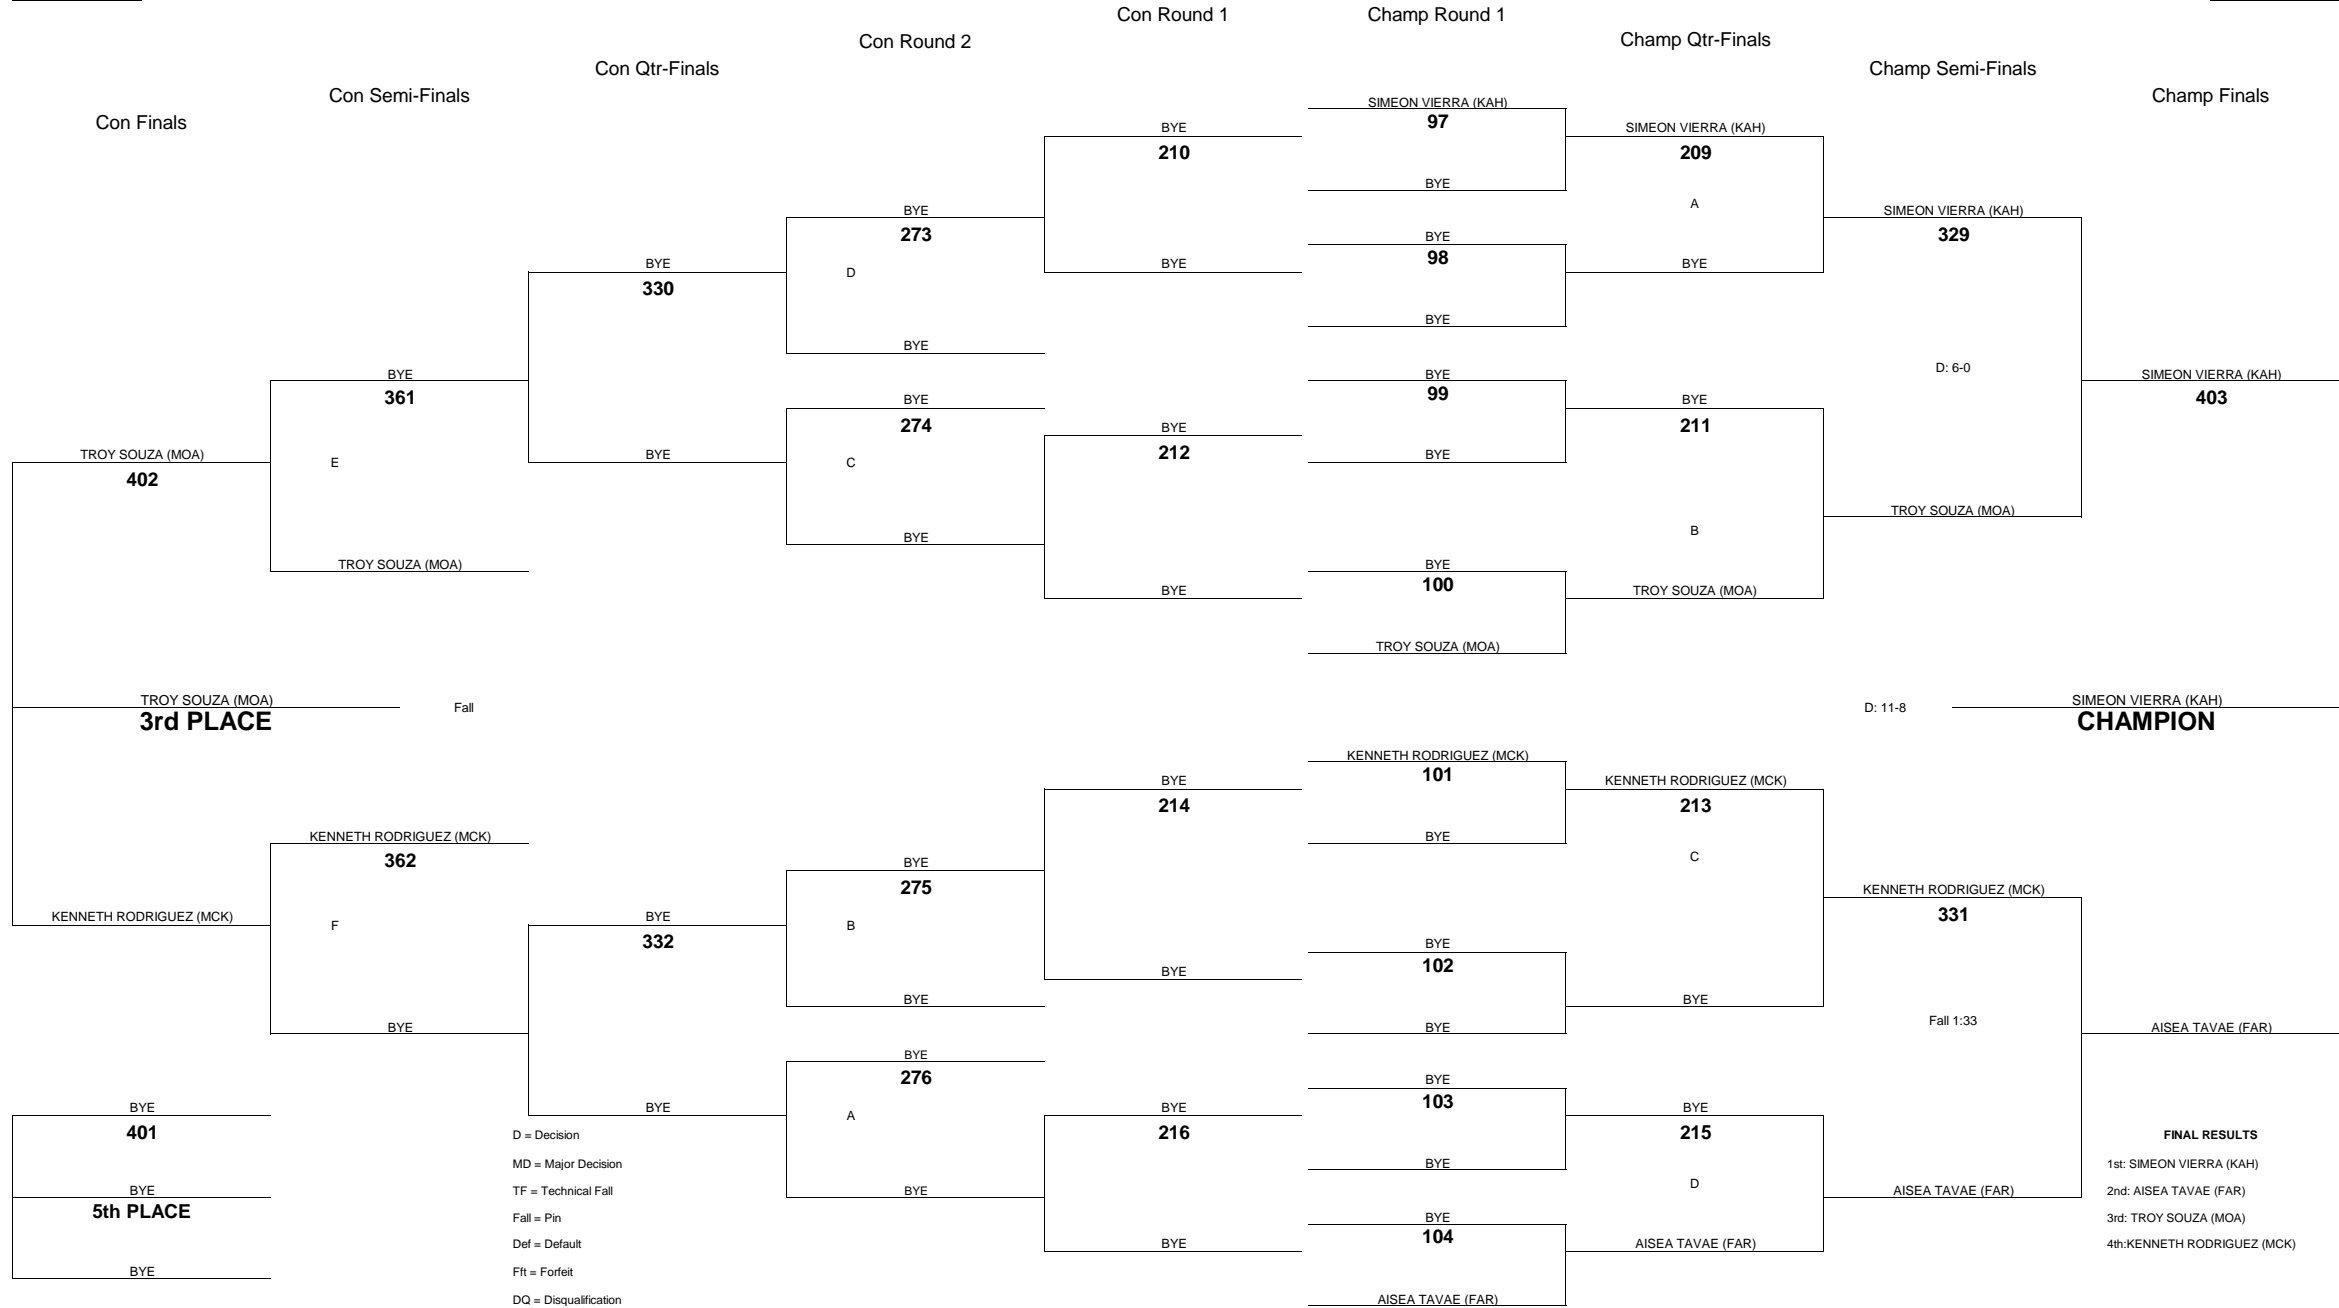 Con Round 1
Champ Round 1
Con Round 2
Champ Qtr-Finals
Con Qtr-Finals
Champ Semi-Finals
Con Semi-Finals
Champ Finals
Con Finals
SIMEON VIERRA (KAH)
97
BYE
SIMEON VIERRA (KAH)
210
209
BYE
A
BYE
SIMEON VIERRA (KAH)
273
329
BYE
98
BYE
D
BYE
BYE
330
BYE
BYE
D: 6-0
BYE
BYE
SIMEON VIERRA (KAH)
361
99
403
BYE
BYE
274
211
BYE
212
TROY SOUZA (MOA)
E
BYE
C
BYE
402
TROY SOUZA (MOA)
B
BYE
TROY SOUZA (MOA)
BYE
100
BYE
TROY SOUZA (MOA)
TROY SOUZA (MOA)
TROY SOUZA (MOA)
3rd PLACE
Fall
D: 11-8
SIMEON VIERRA (KAH)
CHAMPION
KENNETH RODRIGUEZ (MCK)
101
BYE
KENNETH RODRIGUEZ (MCK)
214
213
KENNETH RODRIGUEZ (MCK)
BYE
362
C
BYE
275
KENNETH RODRIGUEZ (MCK)
331
KENNETH RODRIGUEZ (MCK)
F
BYE
332
B
BYE
102
BYE
BYE
BYE
BYE
BYE
Fall 1:33
AISEA TAVAE (FAR)
BYE
276
BYE
103
BYE
BYE
A
BYE
BYE
401
216
215
D = Decision
FINAL RESULTS
MD = Major Decision
BYE
1st: SIMEON VIERRA (KAH)
BYE
5th PLACE
TF = Technical Fall
BYE
D
AISEA TAVAE (FAR)
2nd: AISEA TAVAE (FAR)
Fall = Pin
BYE
104
3rd: TROY SOUZA (MOA)
Def = Default
BYE
AISEA TAVAE (FAR)
4th:KENNETH RODRIGUEZ (MCK)
BYE
Fft = Forfeit
DQ = Disqualification
AISEA TAVAE (FAR)